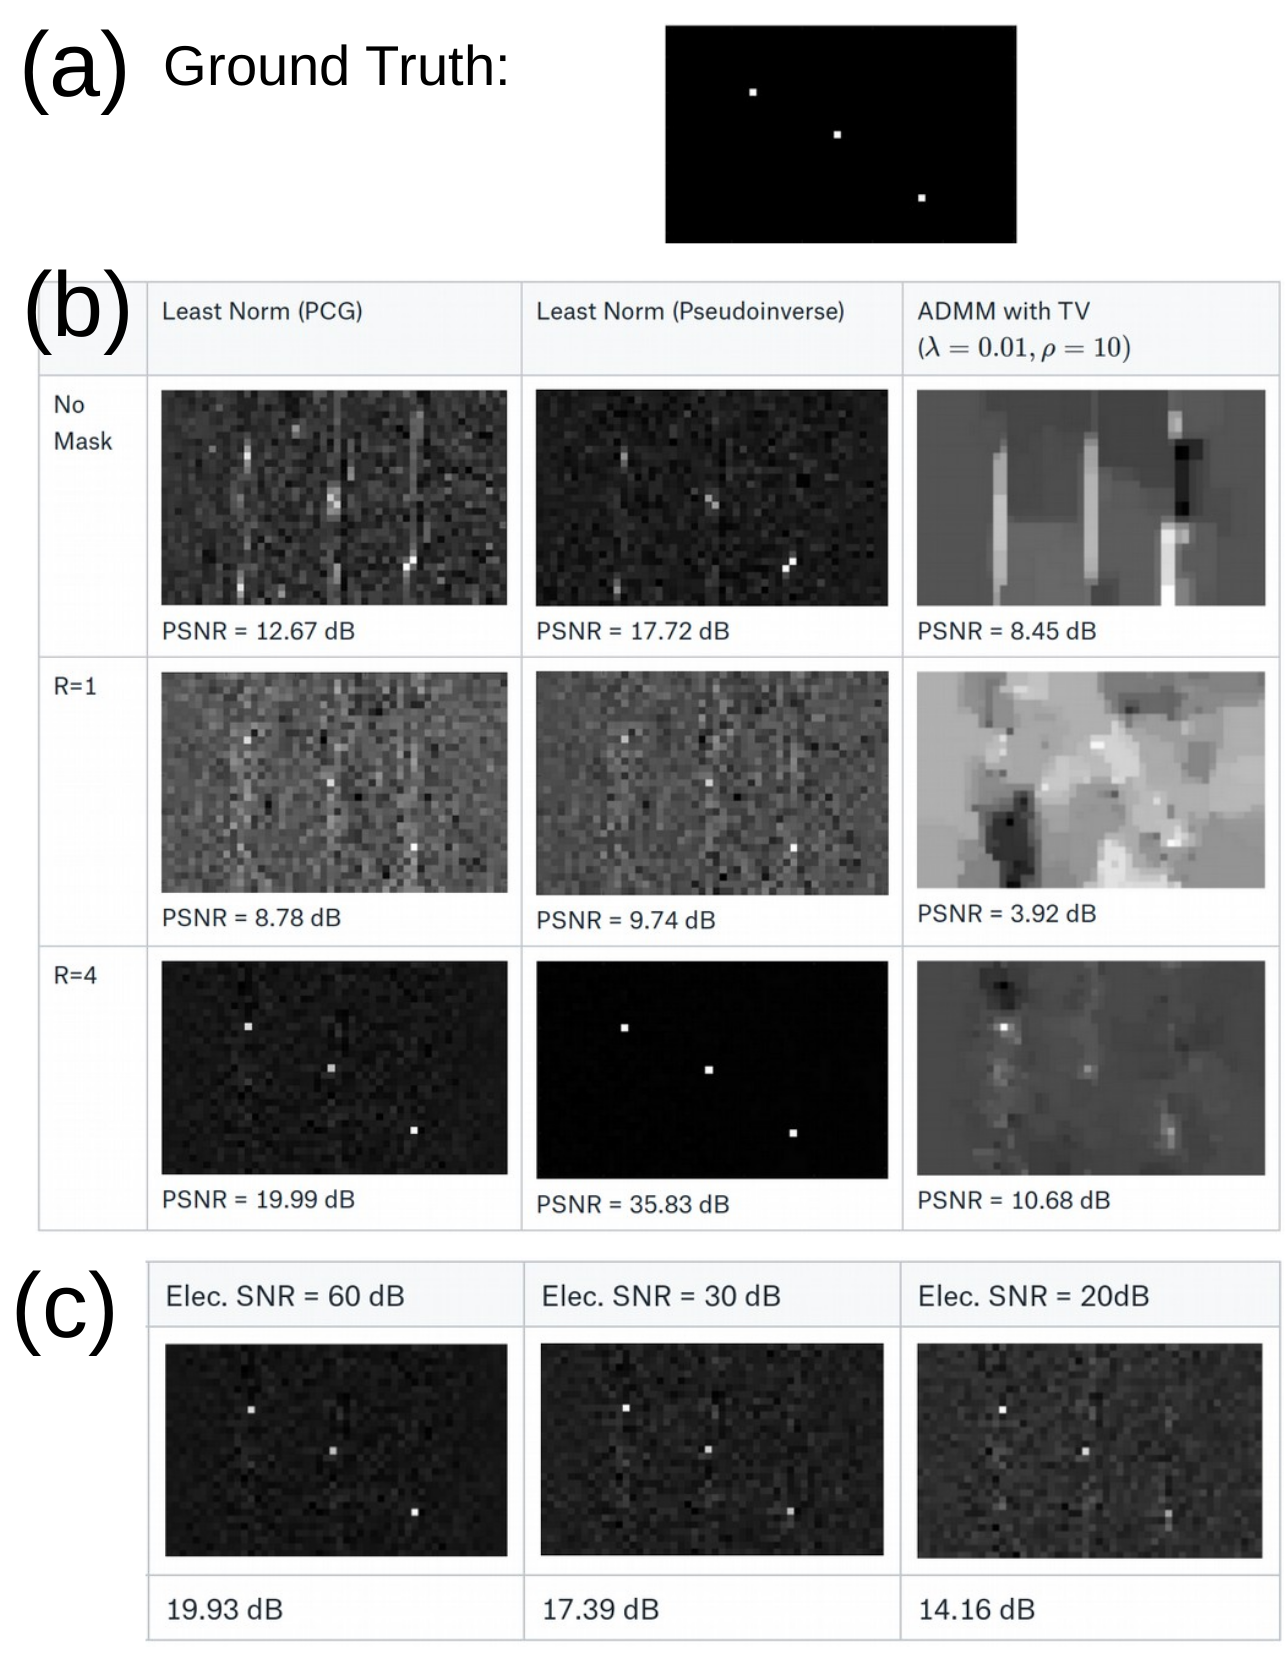 (a) Ground Truth:
(b)
Least Norm (PCG)
Least Norm (Pseudoinverse)
ADMM with TV
(λ = 0.01, ρ = 10)
No
Mask
PSNR = 12.67 dB
PSNR = 17.72 dB
PSNR = 8.45 dB
R=1
PSNR = 8.78 dB
PSNR = 9.74 dB
PSNR = 3.92 dB
R=4
PSNR = 19.99 dB
PSNR = 35.83 dB
PSNR = 10.68 dB
(c)
Elec. SNR = 60 dB
Elec. SNR = 30 dB
Elec. SNR = 20dB
19.93 dB
17.39 dB
14.16 dB